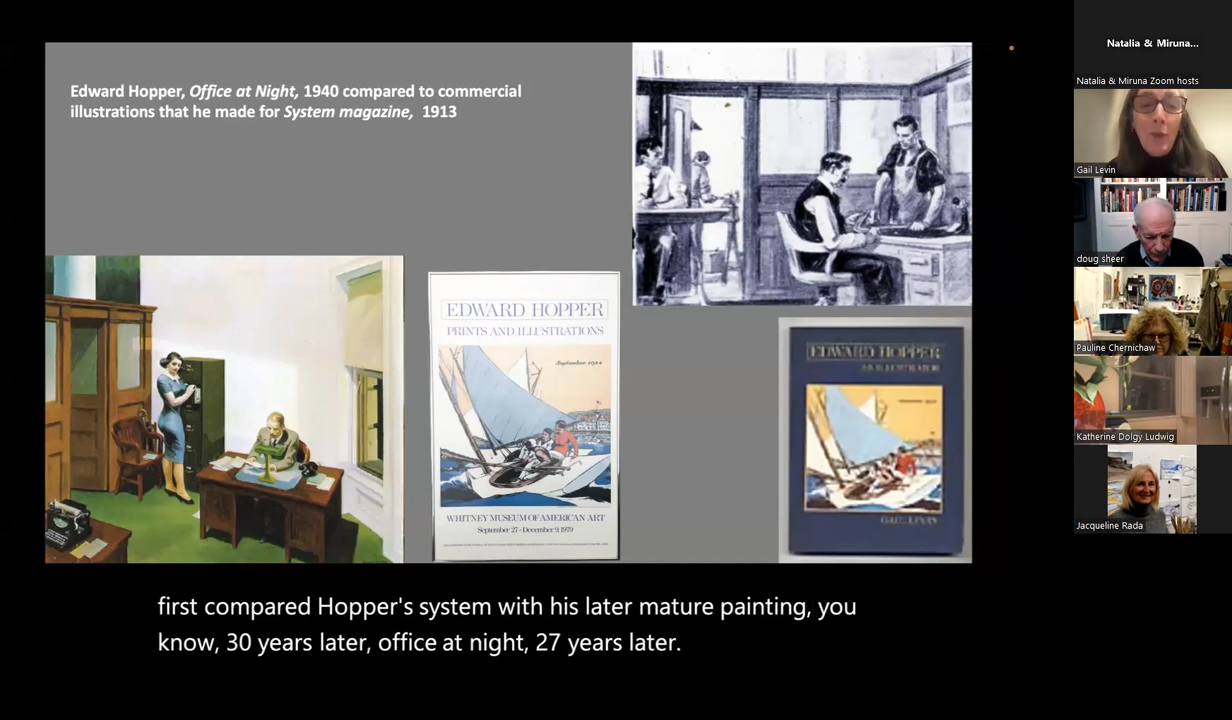 Edward Hopper, Office at Night, 1940 compared to commercial
illustrations that he made for System magazine, 1913
EDWARD HOPPER
PRINTS AND ILLUSTRATIONS
September 1924
WHITNEY MUSEUM OF AMERICAN ART
September 27 - December 9, 1979
EDWARD HOPPER
AS ILLUSTRATOR
GAIL LEVIN
first compared Hopper's system with his later mature painting, you
know, 30 years later, office at night, 27 years later.
Natalia & Miruna...
Natalia & Miruna Zoom hosts
Gail Levin
doug sheer
Pauline Chernichaw
Katherine Dolgy Ludwig
Jacqueline Rada